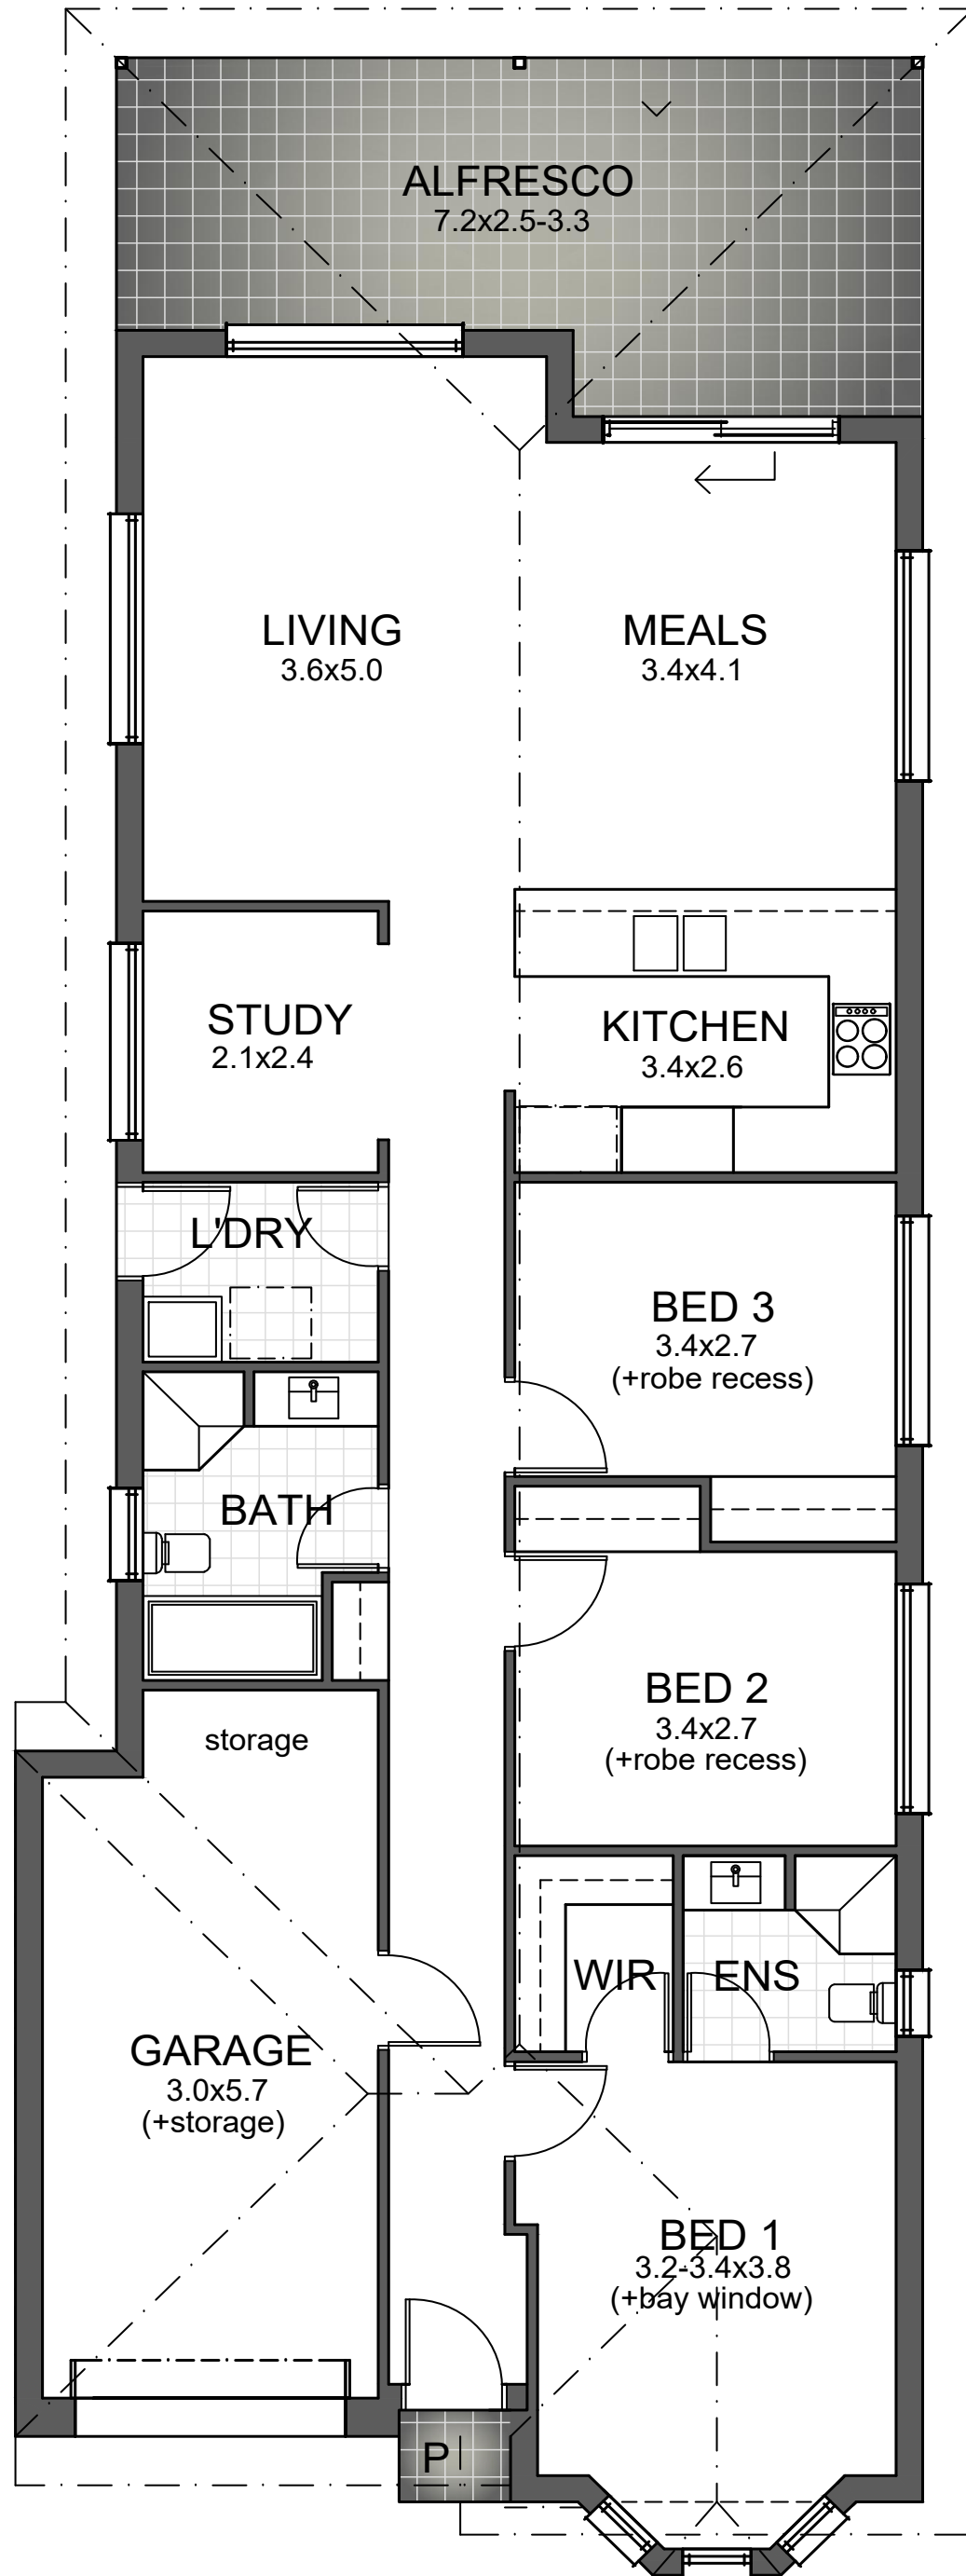 ALFRESCO
7.2x2.5-3.3
LIVING
3.6x5.0
MEALS
3.4x4.1
STUDY
2.1x2.4
KITCHEN
3.4x2.6
L'DRY
BED 3
3.4x2.7
(+robe recess)
BATH
BED 2
3.4x2.7
(+robe recess)
storage
WIR
ENS
GARAGE
3.0x5.7
(+storage)
BED 1
3.2-3.4x3.8
(+bay window)
P